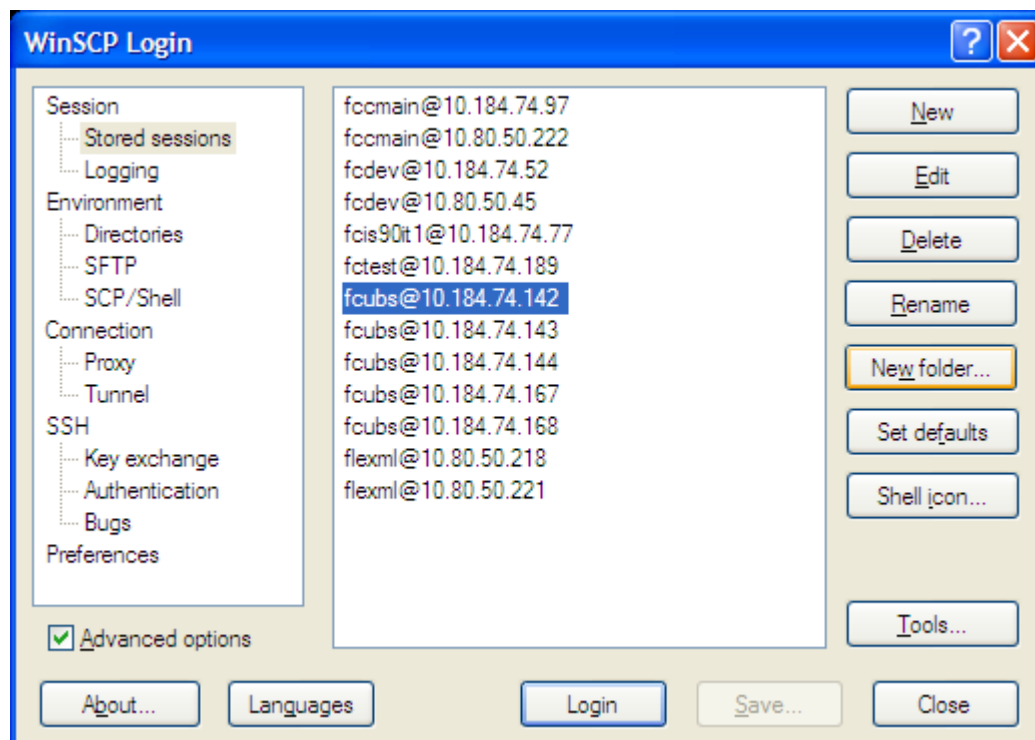 WinSCP Login
Session
Stored sessions
Logging
Environment
Directories
SFTP
SCP/Shell
Connection
Proxy
Tunnel
SSH
Key exchange
Authentication
Bugs
Preferences
Advanced options
fccmain@10.184.74.97
fccmain@10.80.50.222
fcdev@10.184.74.52
fcdev@10.80.50.45
fcis90it1@10.184.74.77
fctest@10.184.74.189
fcubs@10.184.74.142
fcubs@10.184.74.143
fcubs@10.184.74.144
fcubs@10.184.74.167
fcubs@10.184.74.168
flexml@10.80.50.218
flexml@10.80.50.221
New
Edit
Delete
Rename
New folder...
Set defaults
Shell icon...
Tools...
About...
Languages
Login
Save...
Close